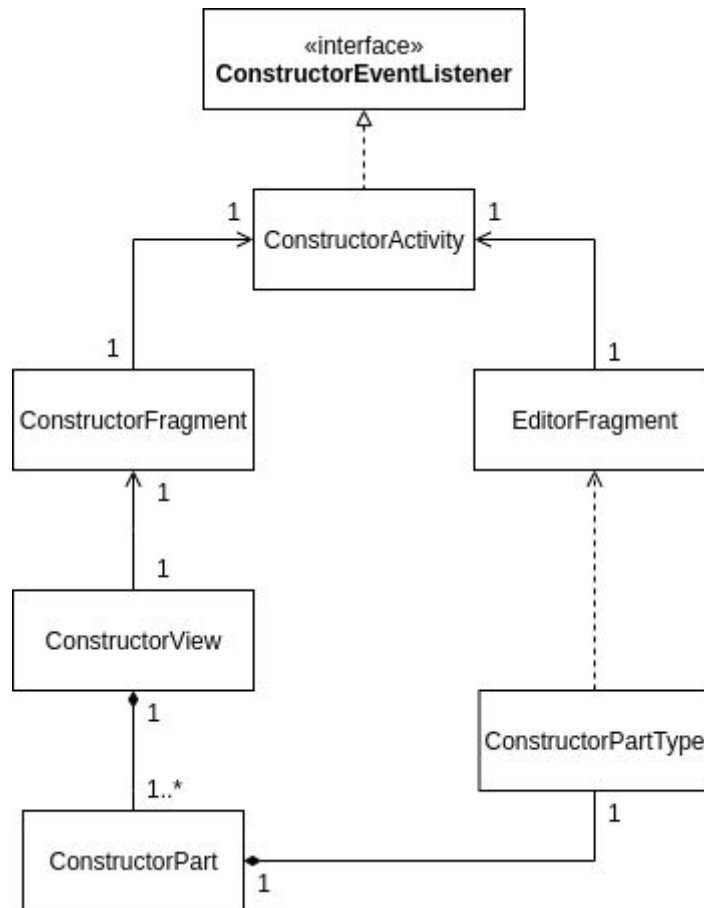 «interface»
ConstructorEventListener
1
1
ConstructorActivity
1
1
ConstructorFragment
EditorFragment
1
1
ConstructorView
1
ConstructorPartType
1..*
1
ConstructorPart
1